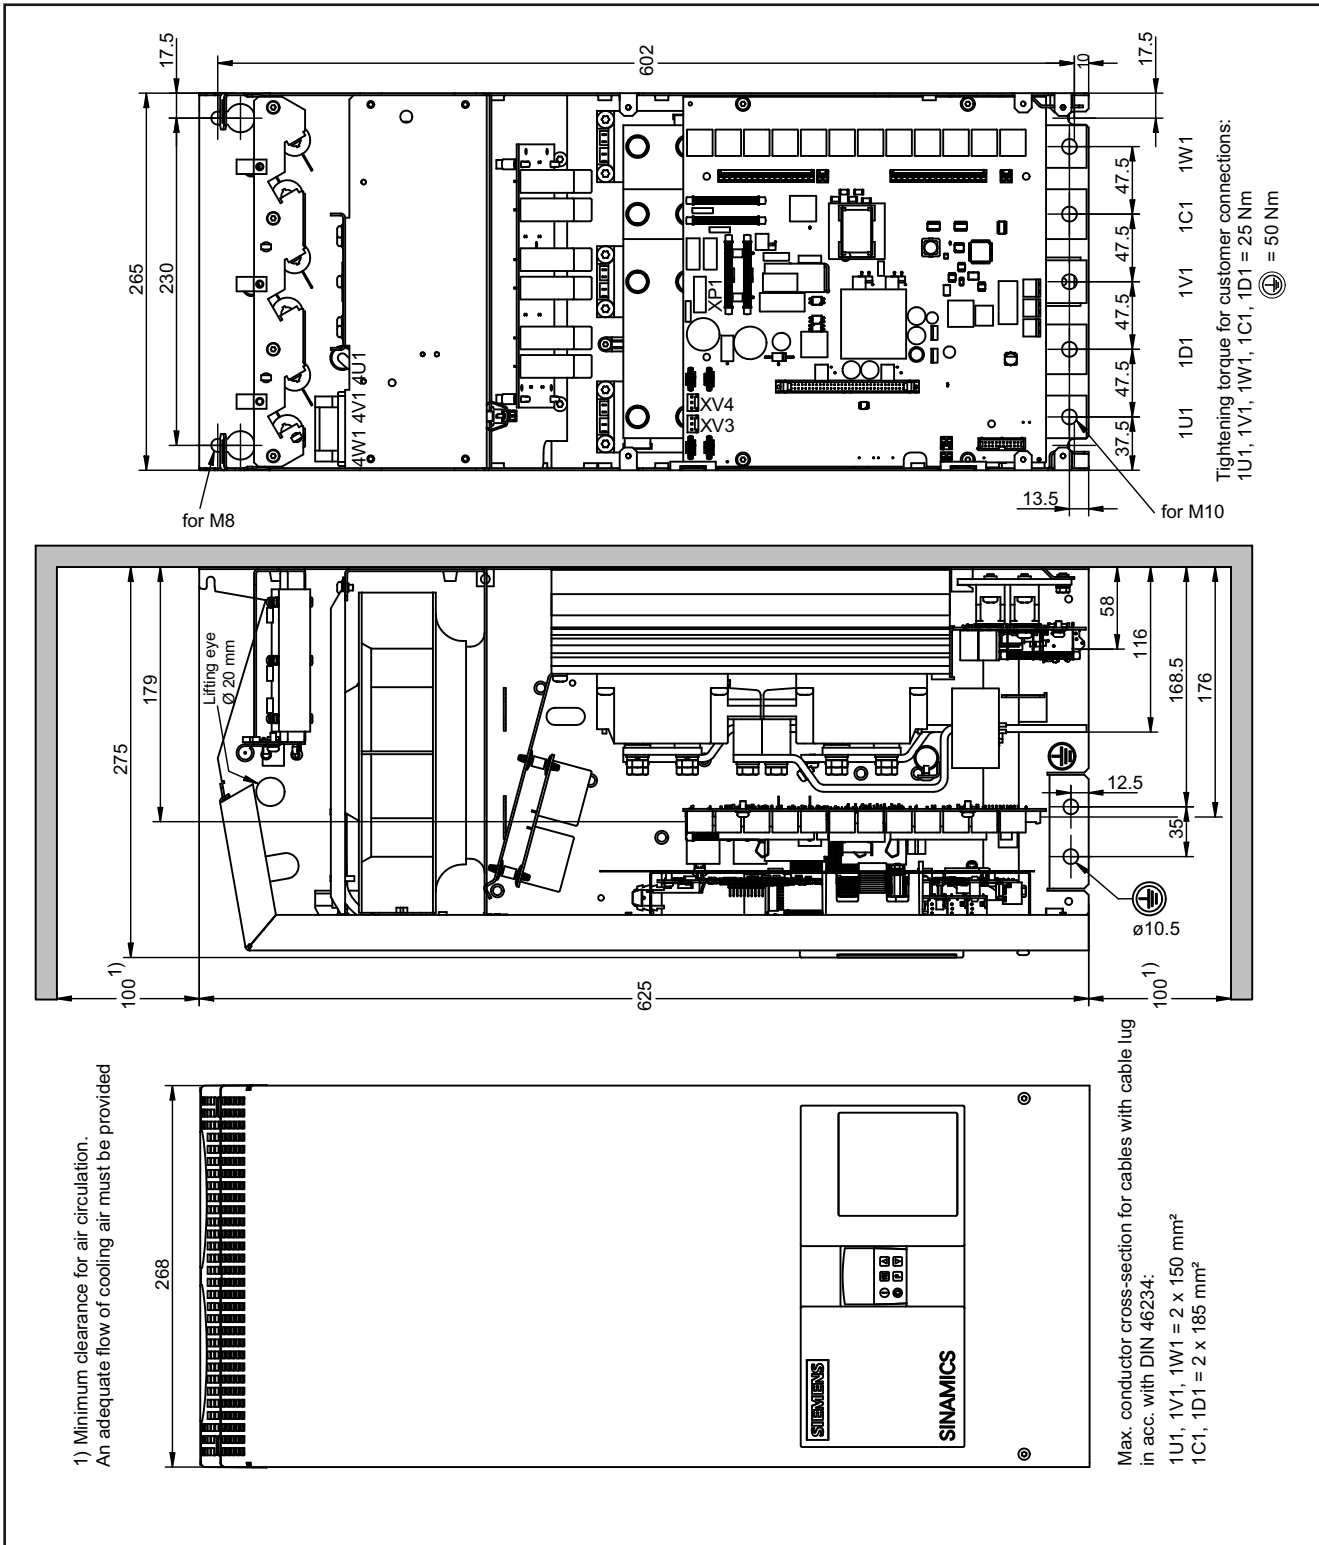 17.5
602
10
17.5
265
230
4W1 4V1 4U1
XP1
XV4
XV3
47.5
47.5
47.5
47.5
37.5
1U1 1D1 1V1 1C1 1W1
Tightening torque for customer connections:
1U1, 1V1, 1W1, 1C1, 1D1 = 25 Nm
= 50 Nm
13.5
for M8
for M10
275
179
Lifting eye
Ø 20 mm
58
116
168.5
176
12.5
35
ø10.5
100 1)
625
100 1)
1) Minimum clearance for air circulation.
An adequate flow of cooling air must be provided
268
SIEMENS
SINAMICS
Max. conductor cross-section for cables with cable lug
in acc. with DIN 46234:
1U1, 1V1, 1W1 = 2 x 150 mm²
1C1, 1D1 = 2 x 185 mm²